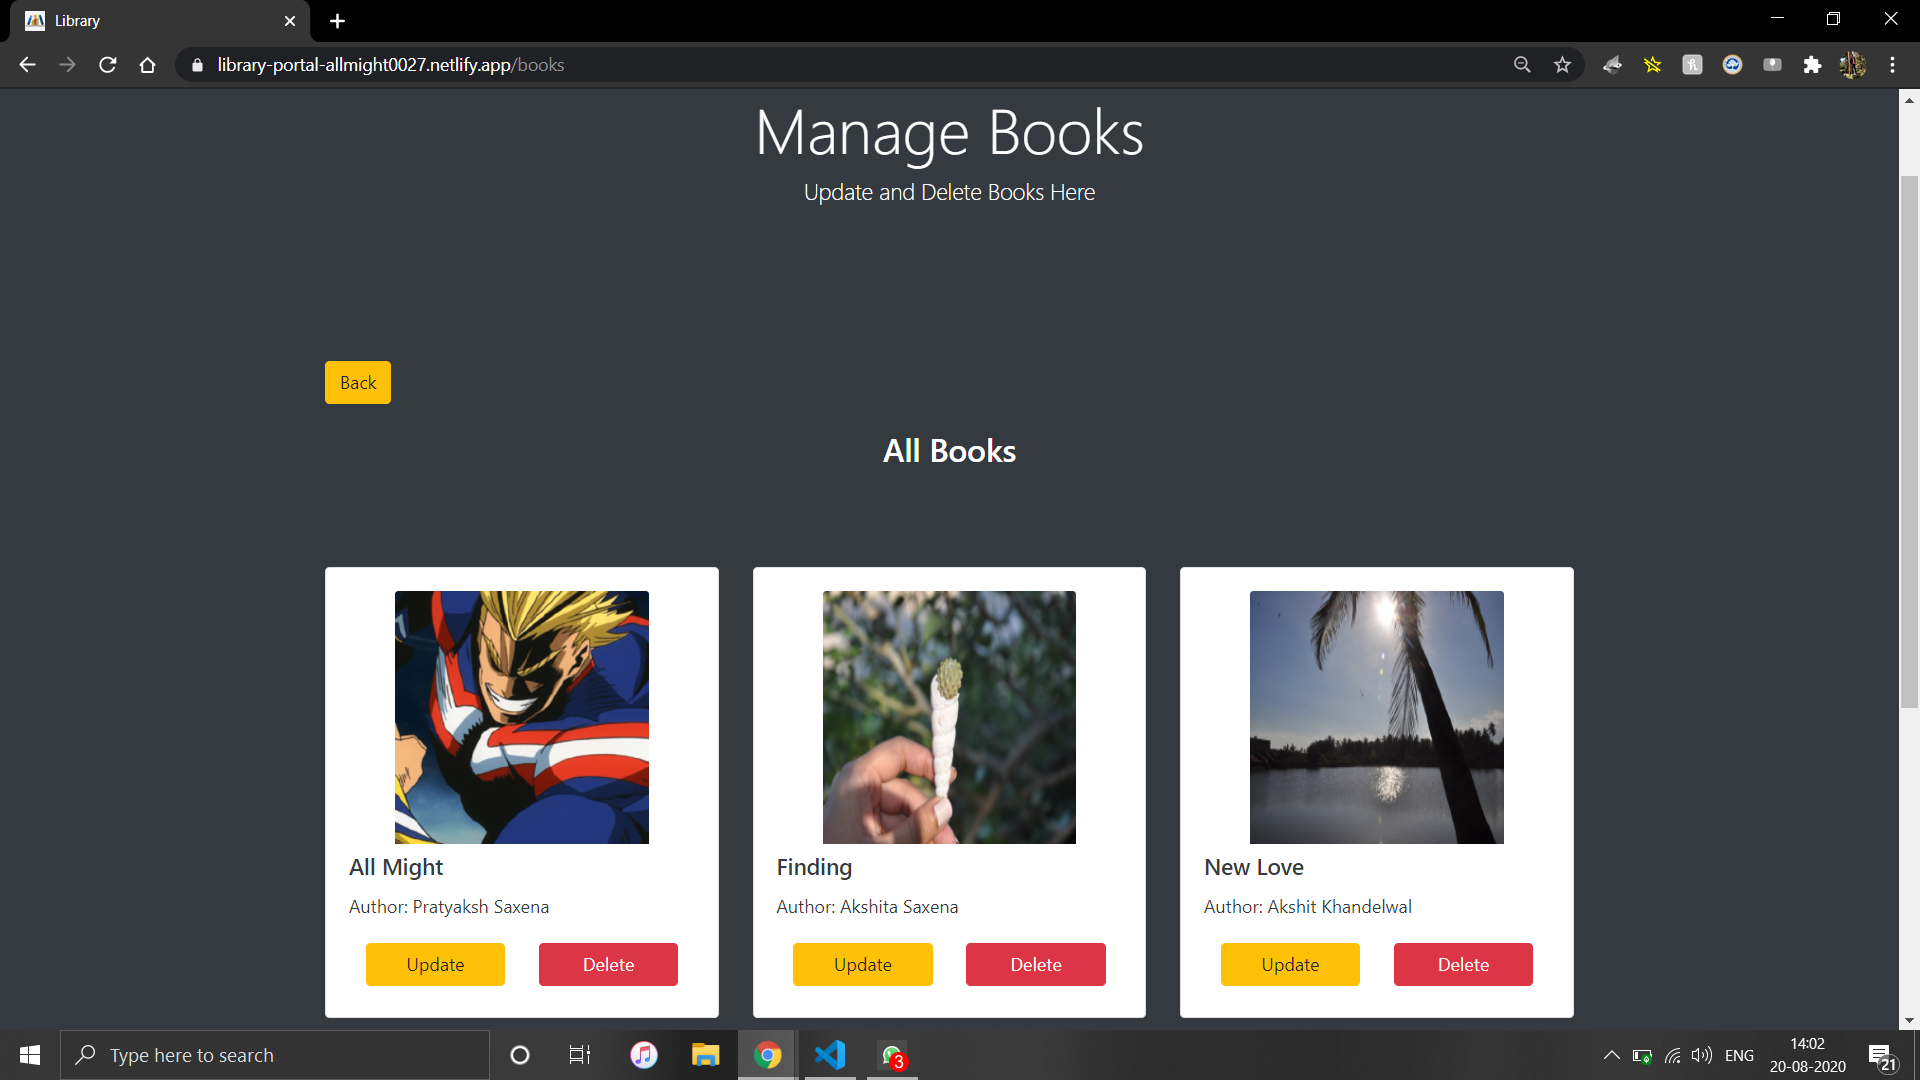 Library
library-portal-allmight0027.netlify.app/books
Manage Books
Update and Delete Books Here
Back
All Books
All Might
Author: Pratyaksh Saxena
Update
Delete
Finding
Author: Akshita Saxena
Update
Delete
New Love
Author: Akshit Khandelwal
Update
Delete
Type here to search
3
ENG
14:02
20-08-2020
21